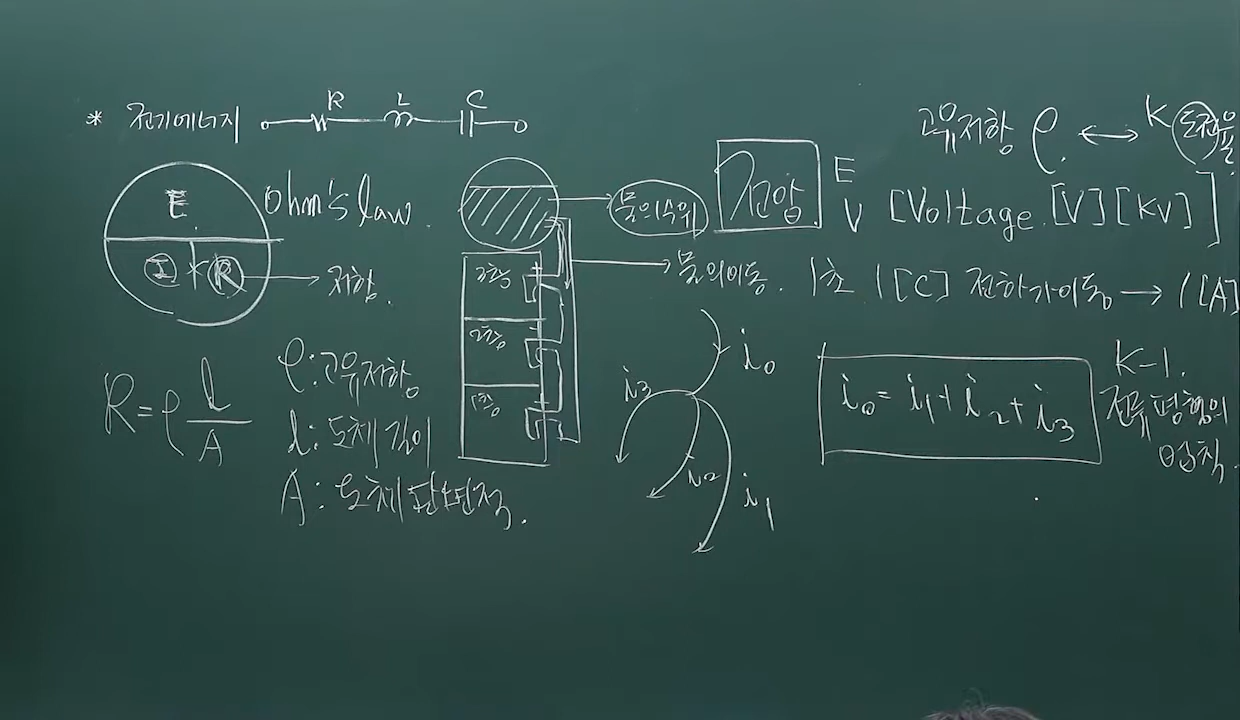 * 전기에너지
R L C
E
I * R → 저항.
ohm's law.
R = ρ l / A
ρ : 고유저항
l : 도체 길이
A : 도체 단면적.
물의 수위
전압
E
V [Voltage. [V] [KV] ]
3층
2층
1층
물의 이동. 1초 1[C] 전하가 이동 → 1[A]
고유저항 ρ. ↔ K 도전율
i0
i3
i2
i1
i0 = i1 + i2 + i3
K-1.
전류 평형의
법칙.